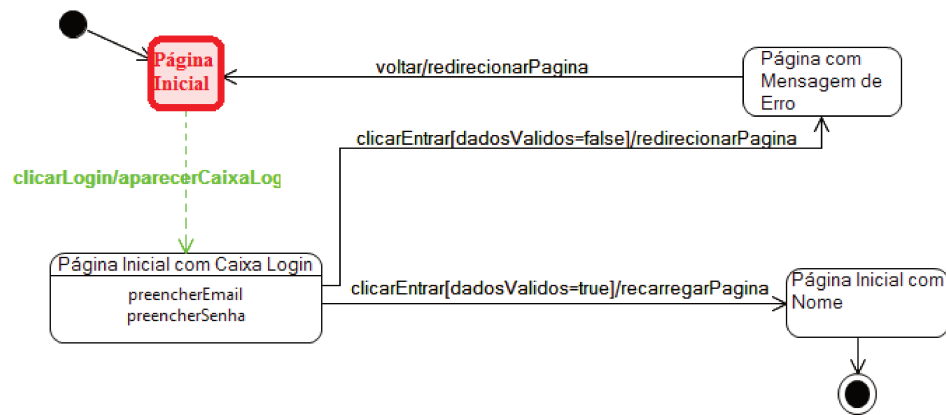 Página
Inicial
Página com
Mensagem de
Erro
voltar/redirecionarPagina
clicarEntrar[dadosValidos=false]/redirecionarPagina
clicarLogin/aparecerCaixaLog
Página Inicial com Caixa Login
preencherEmail
preencherSenha
clicarEntrar[dadosValidos=true]/recarregarPagina
Página Inicial com
Nome